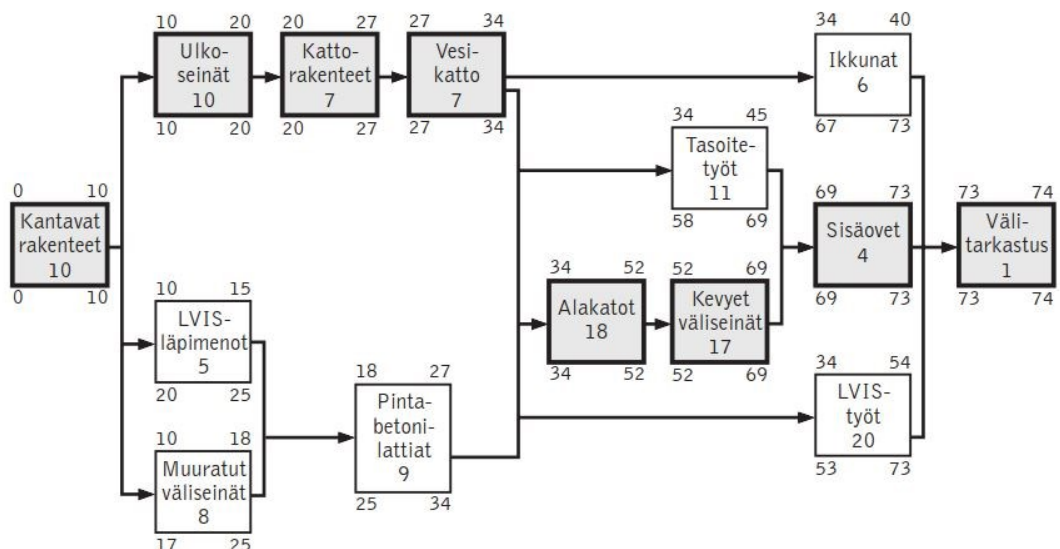 10 20
Ulko-
seinät
10
10 20
20 27
Katto-
rakenteet
7
20 27
27 34
Vesi-
katto
7
27 34
34 40
Ikkunat
6
67 73
34 45
Tasoite-
työt
11
58 69
0 10
Kantavat
rakenteet
10
0 10
69 73
Sisäovet
4
69 73
73 74
Väli-
tarkastus
1
73 74
34 52
Alakatot
18
34 52
52 69
Kevyet
väliseinät
17
52 69
10 15
LVIS-
läpimenot
5
20 25
18 27
Pinta-
betoni-
lattiat
9
25 34
34 54
LVIS-
työt
20
53 73
10 18
Muuratut
väliseinät
8
17 25